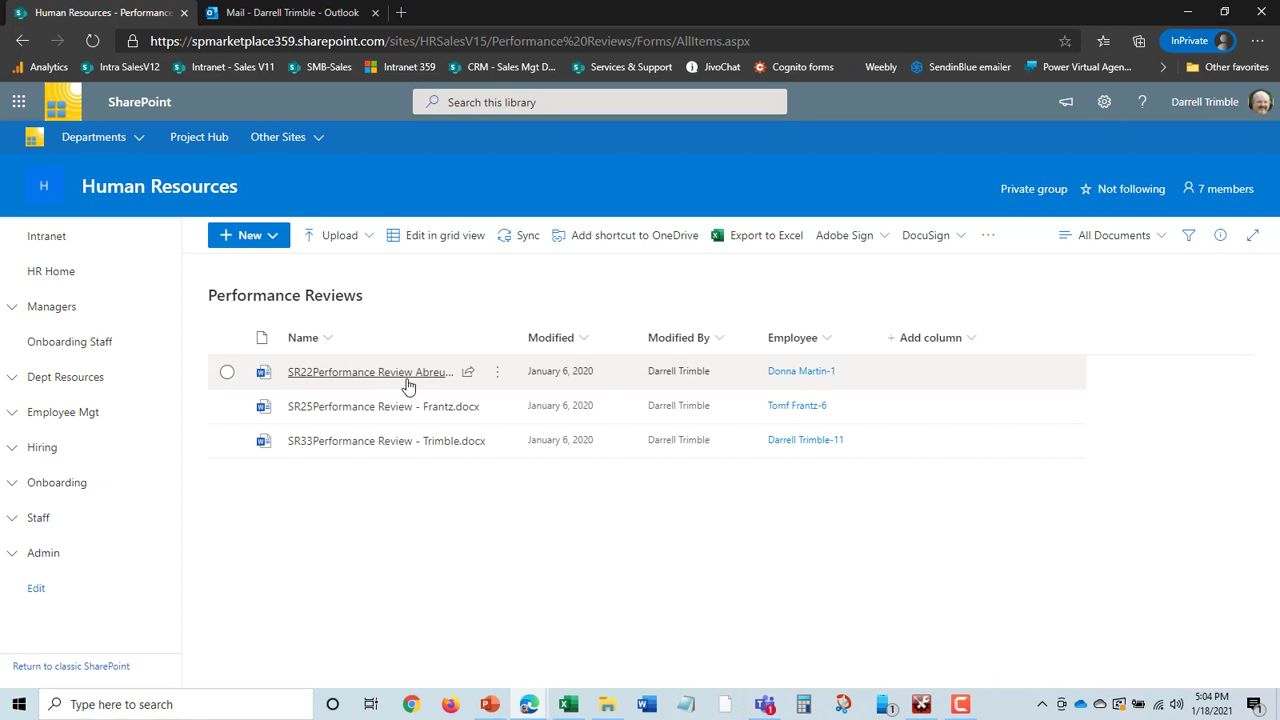 Human Resources - Performance
Mail - Darrell Trimble - Outlook
https://spmarketplace359.sharepoint.com/sites/HRSalesV15/Performance%20Reviews/Forms/AllItems.aspx
InPrivate
Analytics
Intra SalesV12
Intranet - Sales V11
SMB-Sales
Intranet 359
CRM - Sales Mgt D...
Services & Support
JivoChat
Cognito forms
Weebly
SendinBlue emailer
Power Virtual Agen...
Other favorites
SharePoint
Search this library
Darrell Trimble
Departments
Project Hub
Other Sites
H
Human Resources
Private group
Not following
7 members
Intranet
HR Home
Managers
Onboarding Staff
Dept Resources
Employee Mgt
Hiring
Onboarding
Staff
Admin
Edit
Return to classic SharePoint
New
Upload
Edit in grid view
Sync
Add shortcut to OneDrive
Export to Excel
Adobe Sign
DocuSign
All Documents
Performance Reviews
Name
Modified
Modified By
Employee
Add column
SR22Performance Review Abreu...
January 6, 2020
Darrell Trimble
Donna Martin-1
SR25Performance Review - Frantz.docx
January 6, 2020
Darrell Trimble
Tomf Frantz-6
SR33Performance Review - Trimble.docx
January 6, 2020
Darrell Trimble
Darrell Trimble-11
Type here to search
5:04 PM
1/18/2021